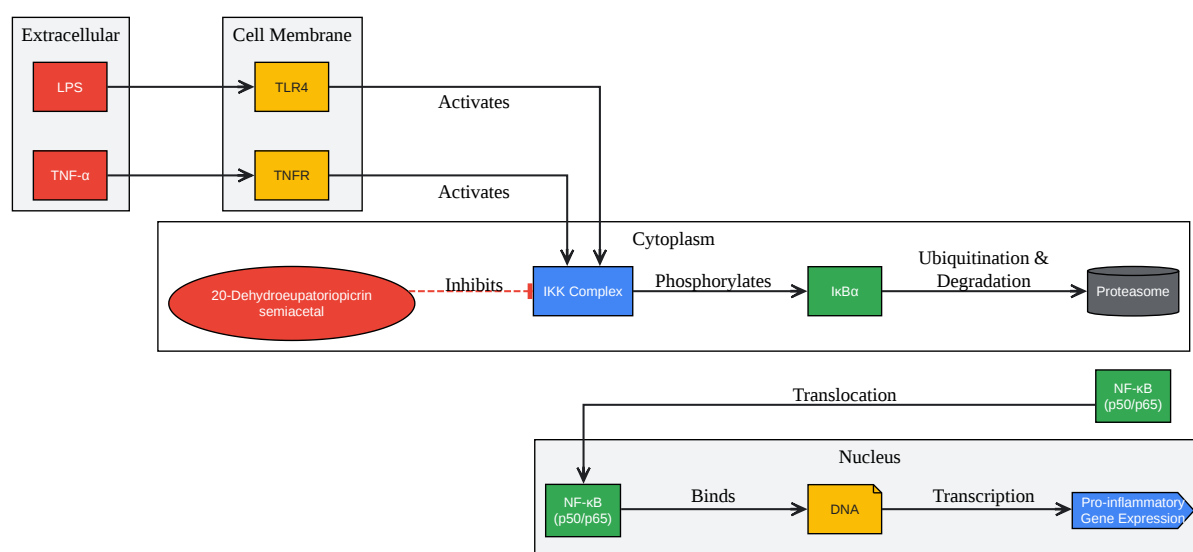 Extracellular
Cell Membrane
LPS
TLR4
Activates
TNF-α
TNFR
Activates
Cytoplasm
20-Dehydroeupatoriopicrin
semiacetal
Inhibits
IKK Complex
Phosphorylates
IκBα
Ubiquitination &
Degradation
Proteasome
NF-κB
(p50/p65)
Translocation
Nucleus
NF-κB
(p50/p65)
Binds
DNA
Transcription
Pro-inflammatory
Gene Expression